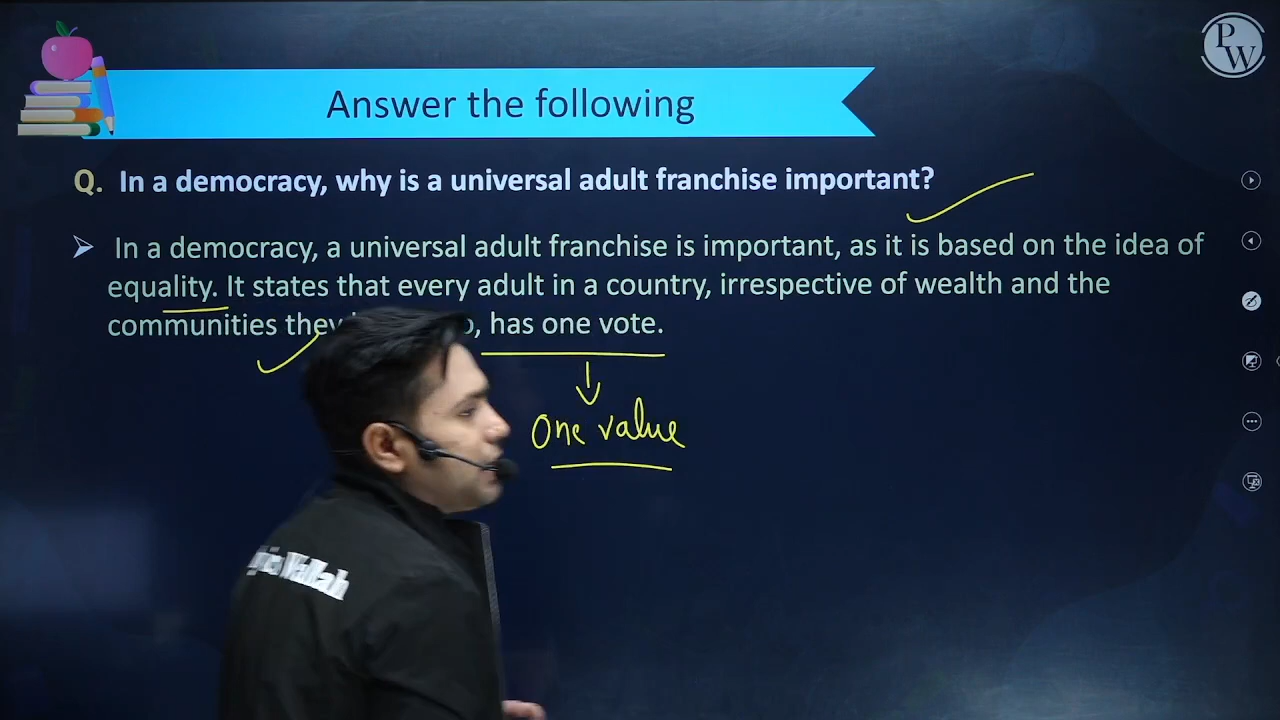 PW
Answer the following
Q. In a democracy, why is a universal adult franchise important?
In a democracy, a universal adult franchise is important, as it is based on the idea of
equality. It states that every adult in a country, irrespective of wealth and the
communities they has one vote.
One value
Wallah